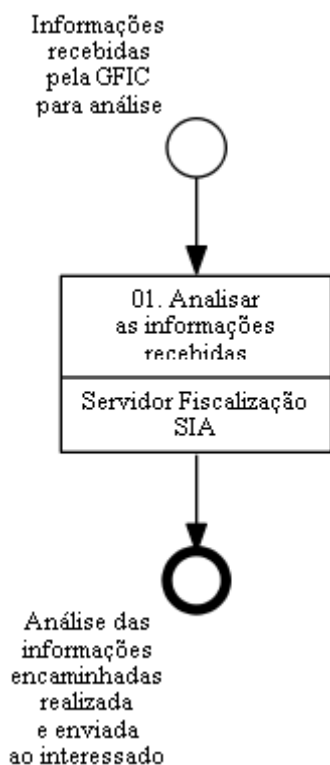 Informações
recebidas
pela GFIC
para análise
01. Analisar
as informações
recebidas
Servidor Fiscalização
SIA
Análise das
informações
encaminhadas
realizada
e enviada
ao interessado